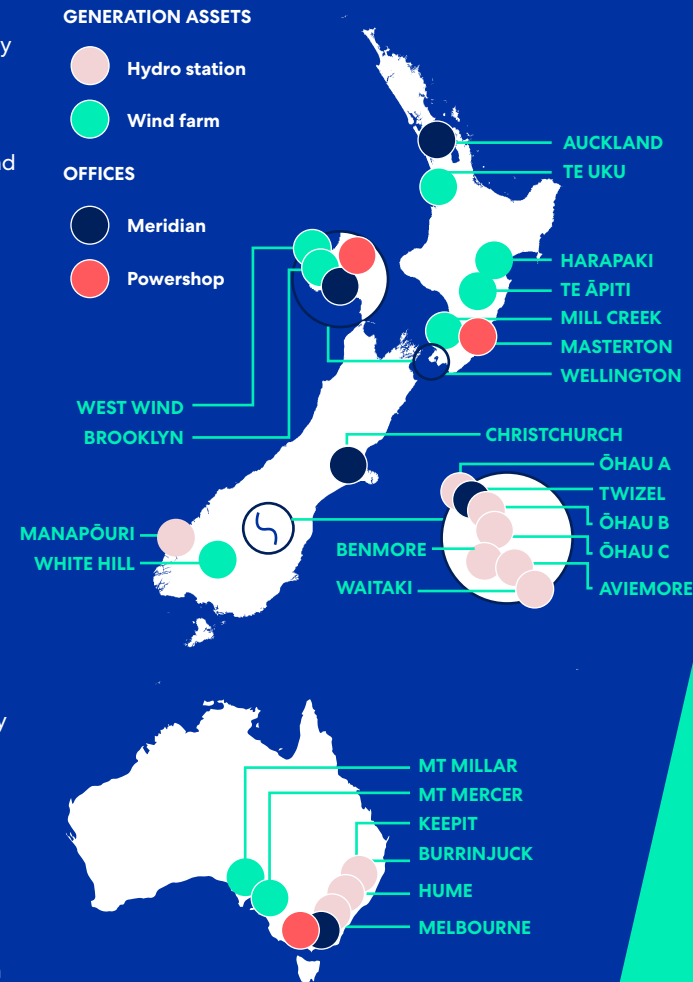 GENERATION ASSETS
y
Hydro station
Wind farm
nd
OFFICES
Meridian
Powershop
AUCKLAND
TE UKU
HARAPAKI
TE ĀPITI
MILL CREEK
MASTERTON
WELLINGTON
WEST WIND
BROOKLYN
CHRISTCHURCH
ŌHAU A
TWIZEL
ŌHAU B
ŌHAU C
AVIEMORE
MANAPŌURI
WHITE HILL
BENMORE
WAITAKI
y
MT MILLAR
MT MERCER
KEEPIT
BURRINJUCK
HUME
MELBOURNE